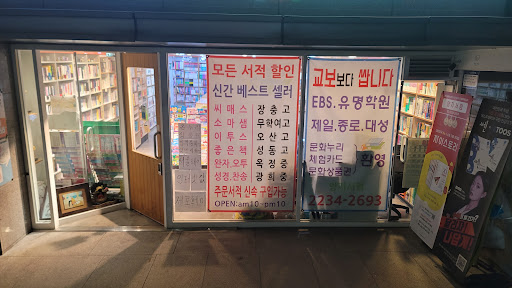 모든 서적 할인
신간 베스트 셀러
씨매스 장충고
소마셈 무학여고
이투스 오산고
좋은책 성동고
완자.오투 옥정중
성경.찬송 광희중
주문서적 신속 구입가능
OPEN:am10~pm10
교보보다 쌉니다
EBS.유명학원
제일.종로.대성
문화누리
체험카드
문화상품권
환영
2234-2693